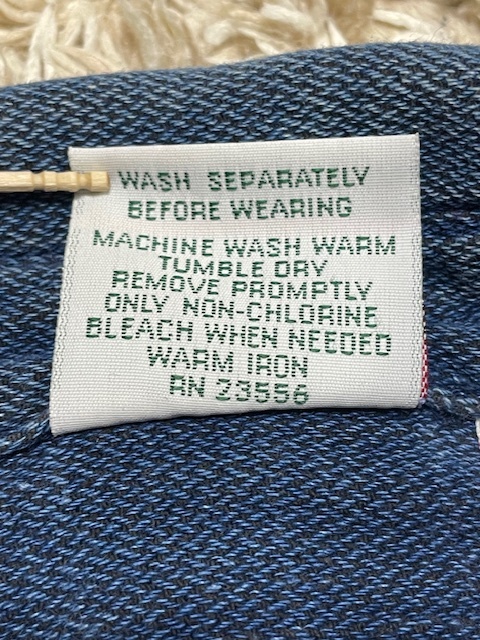 WASH SEPARATELY
BEFORE WEARING
MACHINE WASH WARM
TUMBLE DRY
REMOVE PROMPTLY
ONLY NON-CHLORINE
BLEACH WHEN NEEDED
WARM IRON
RN 23556